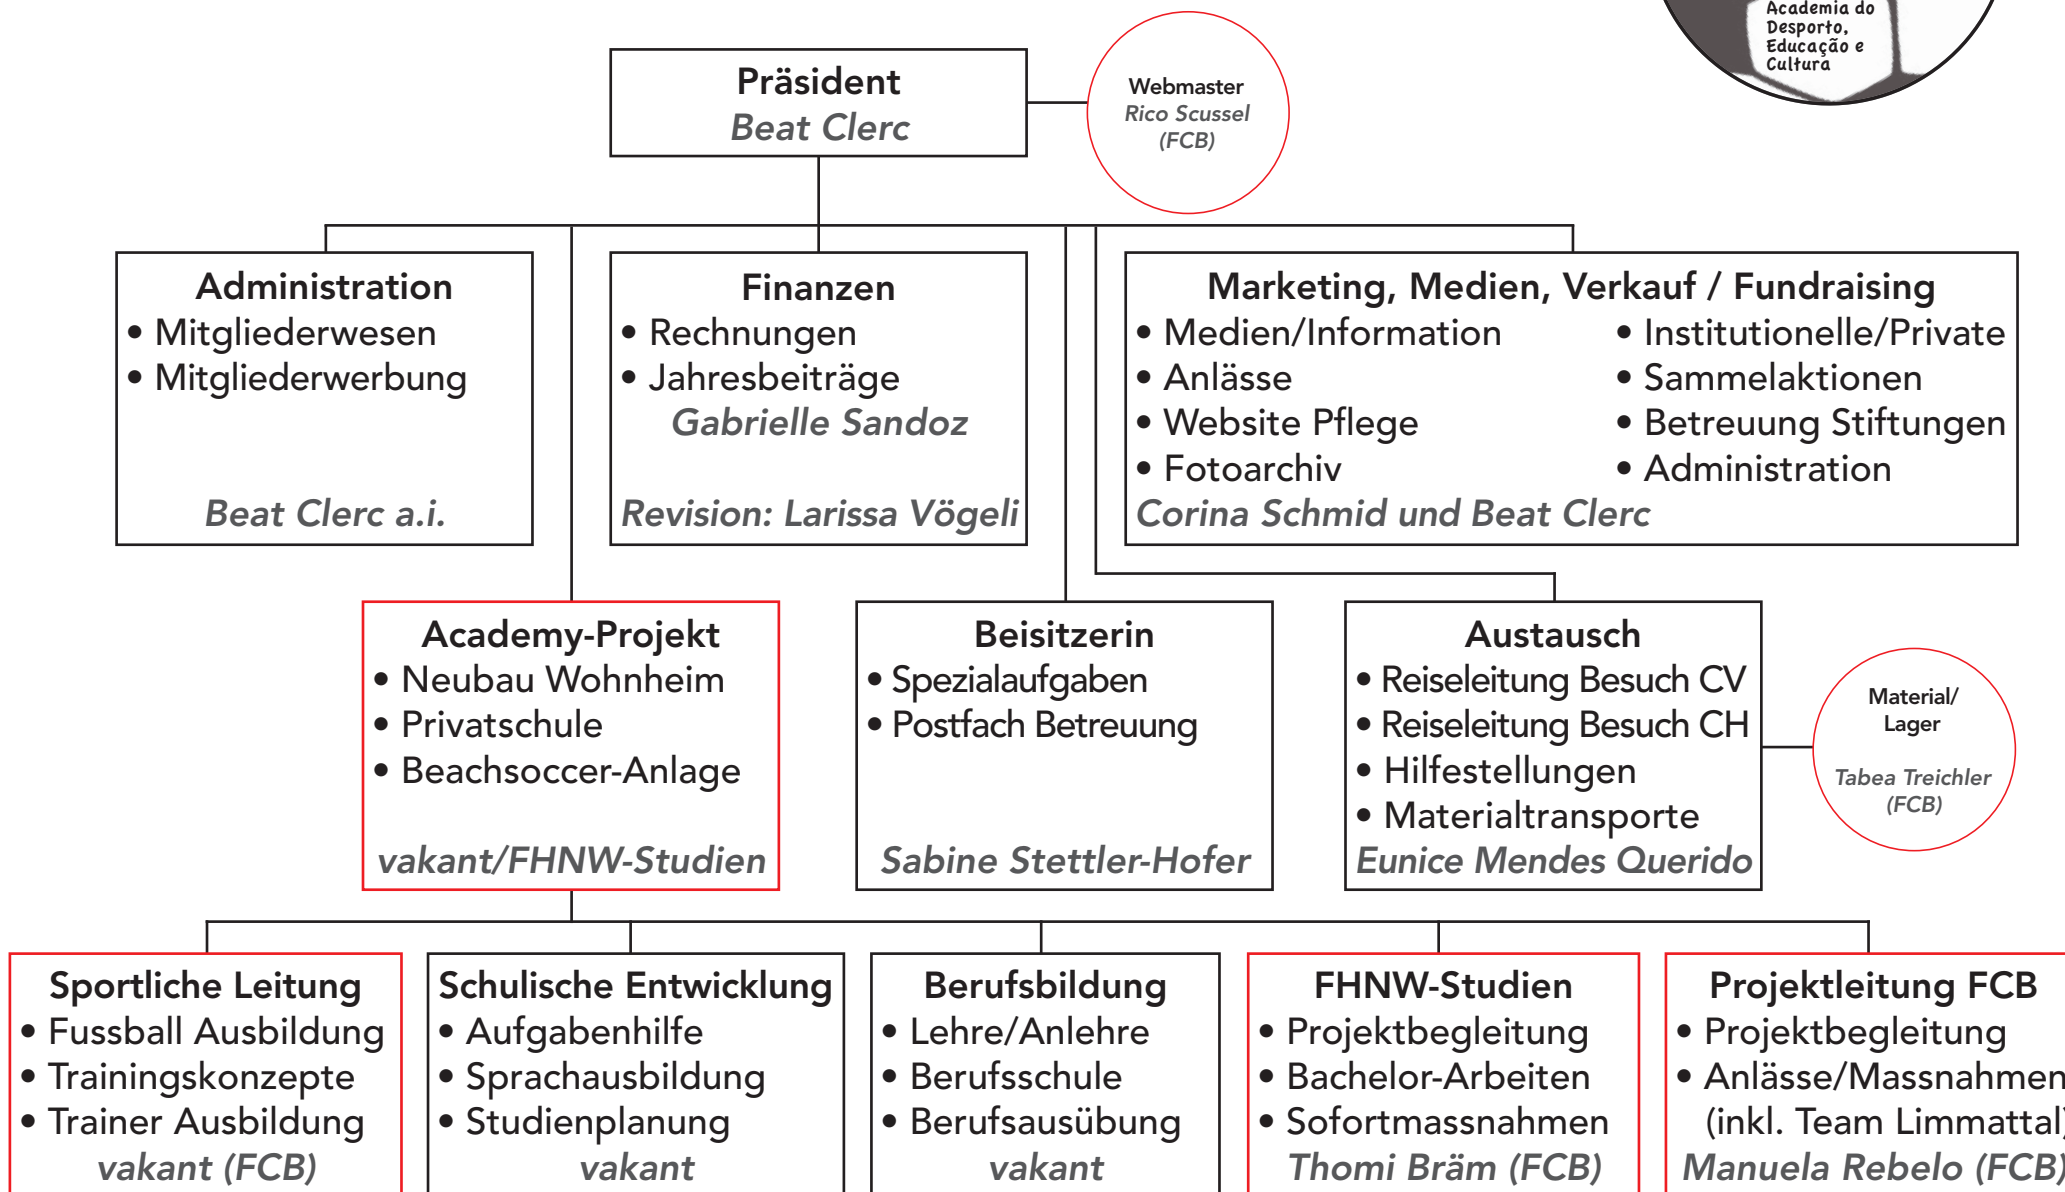 Academia do
Desporto,
Educação e
Cultura
Präsident
Beat Clerc
Webmaster
Rico Scussel
(FCB)
Administration
• Mitgliederwesen
• Mitgliederwerbung
Beat Clerc a.i.
Finanzen
• Rechnungen
• Jahresbeiträge
Gabrielle Sandoz
Revision: Larissa Vögeli
Marketing, Medien, Verkauf / Fundraising
• Medien/Information
• Anlässe
• Website Pflege
• Fotoarchiv
• Institutionelle/Private
• Sammelaktionen
• Betreuung Stiftungen
• Administration
Corina Schmid und Beat Clerc
Academy-Projekt
• Neubau Wohnheim
• Privatschule
• Beachsoccer-Anlage
vakant/FHNW-Studien
Beisitzerin
• Spezialaufgaben
• Postfach Betreuung
Sabine Stettler-Hofer
Austausch
• Reiseleitung Besuch CV
• Reiseleitung Besuch CH
• Hilfestellungen
• Materialtransporte
Eunice Mendes Querido
Material/
Lager
Tabea Treichler
(FCB)
Sportliche Leitung
• Fussball Ausbildung
• Trainingskonzepte
• Trainer Ausbildung
vakant (FCB)
Schulische Entwicklung
• Aufgabenhilfe
• Sprachausbildung
• Studienplanung
vakant
Berufsbildung
• Lehre/Anlehre
• Berufsschule
• Berufsausübung
vakant
FHNW-Studien
• Projektbegleitung
• Bachelor-Arbeiten
• Sofortmassnahmen
Thomi Bräm (FCB)
Projektleitung FCB
• Projektbegleitung
• Anlässe/Massnahmen
(inkl. Team Limmattal)
Manuela Rebelo (FCB)